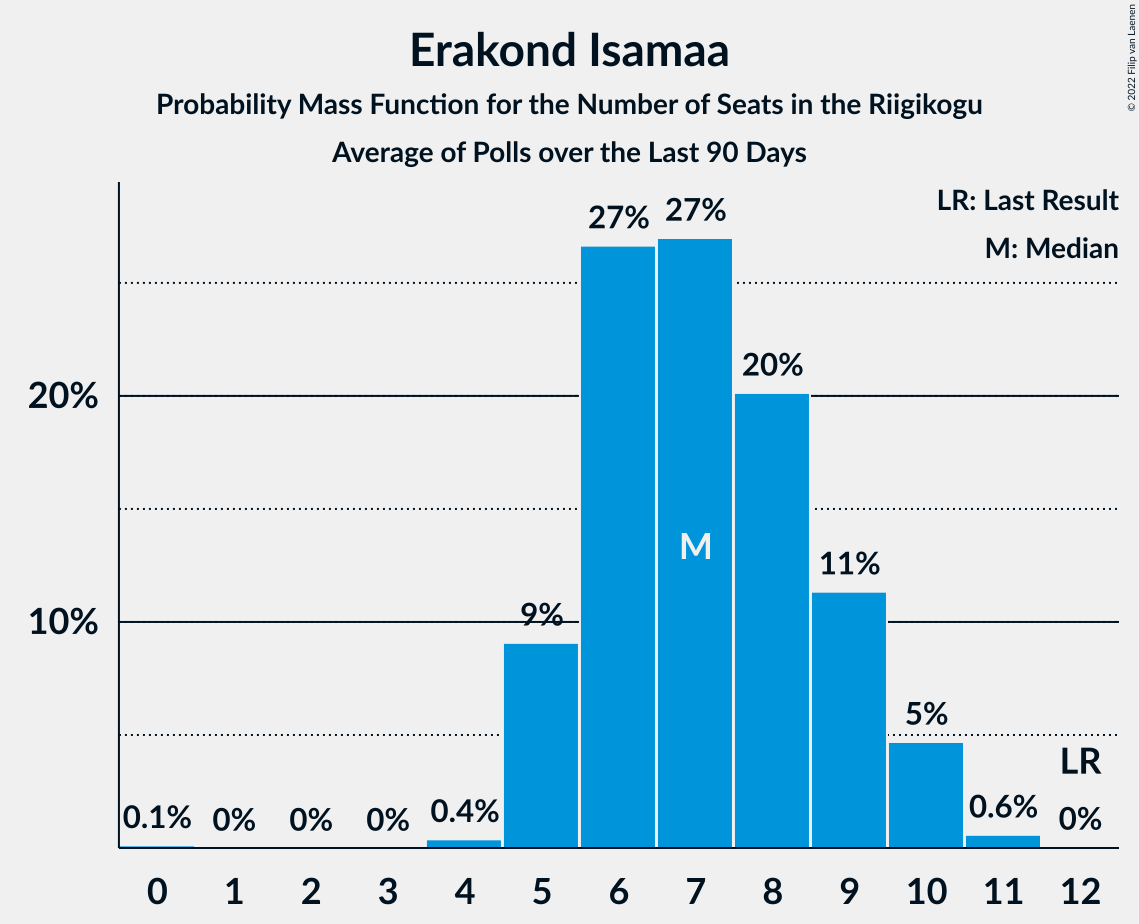 Erakond Isamaa
Probability Mass Function for the Number of Seats in the Riigikogu
Average of Polls over the Last 90 Days
© 2022 Filip van Laenen
LR: Last Result
M: Median
27% 27%
20%
20%
M
11%
10%
9%
5%
LR
0.1% 0% 0% 0% 0.4% 0.6% 0%
0 1 2 3 4 5 6 7 8 9 10 11 12